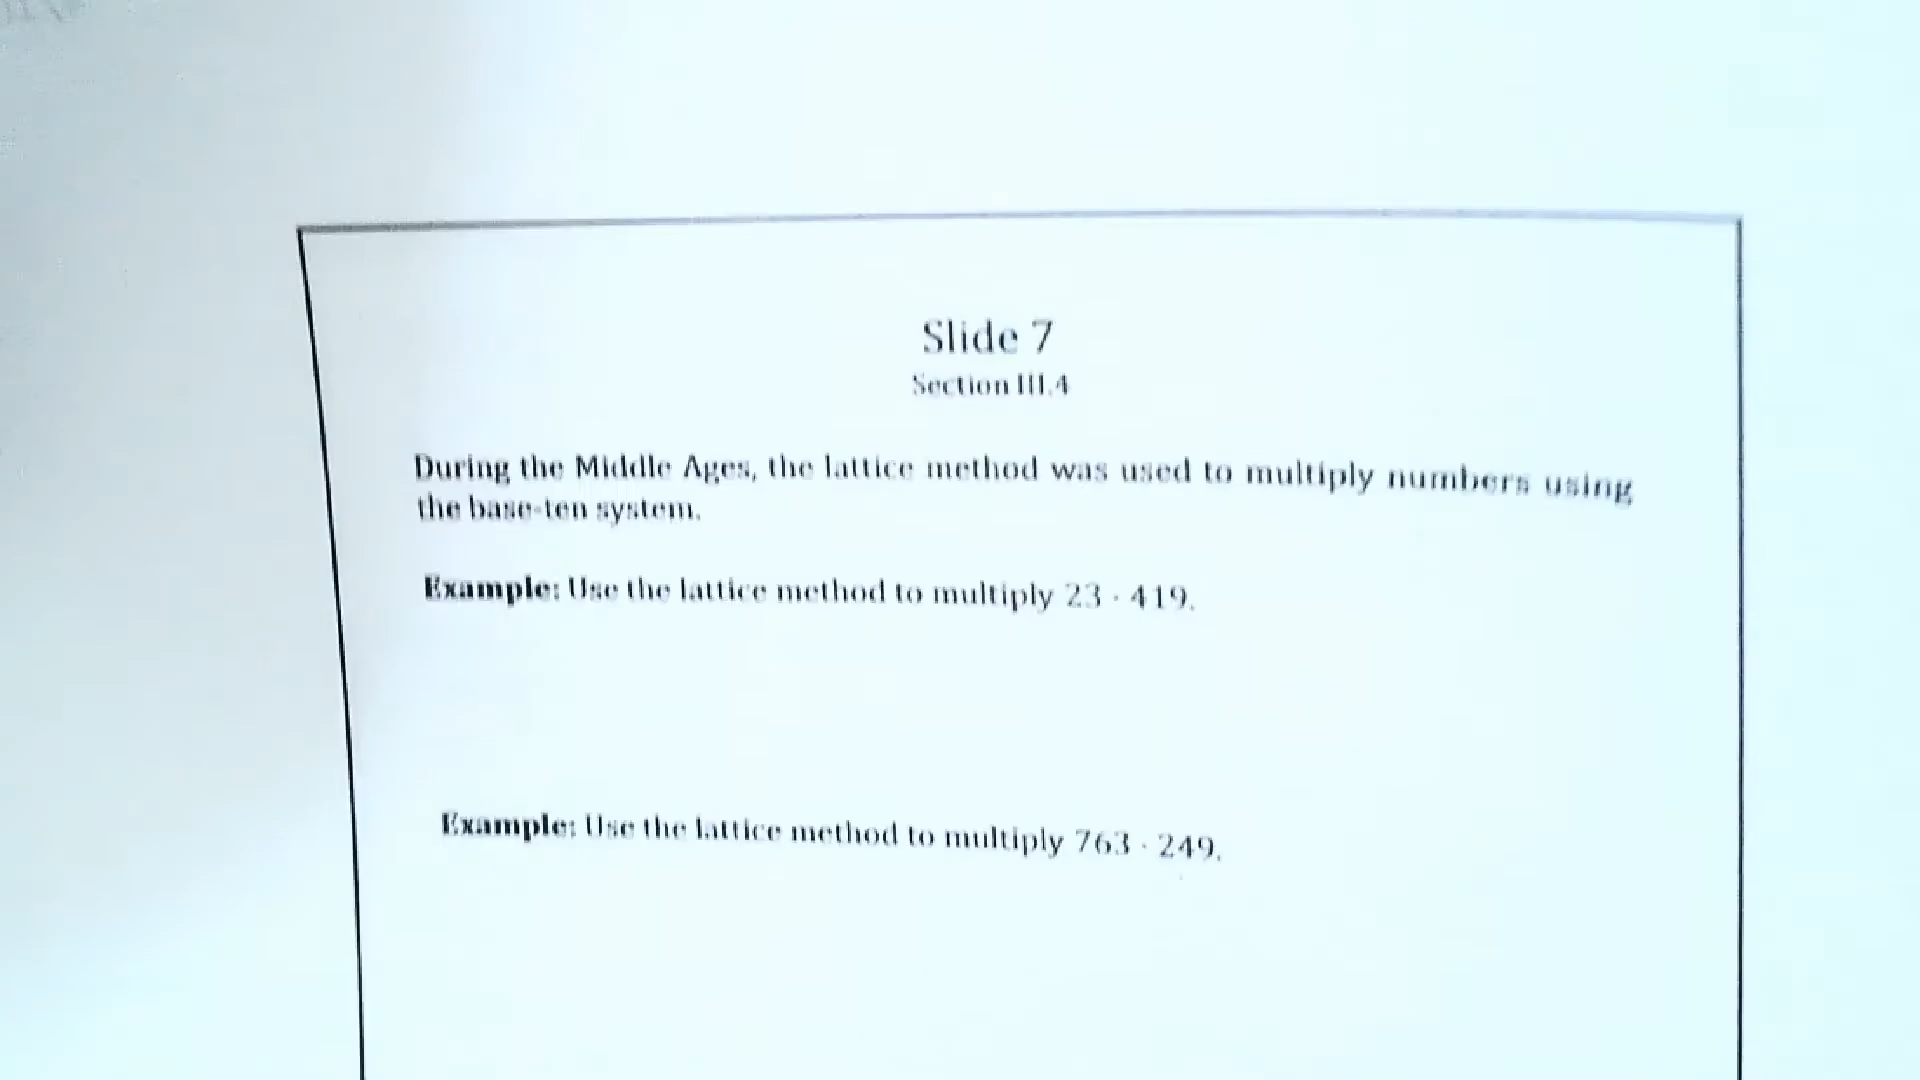 Slide 7
Section III.4
During the Middle Ages, the lattice method was used to multiply numbers using
the base-ten system.
Example: Use the lattice method to multiply 23 · 419.
Example: Use the lattice method to multiply 763 · 249.